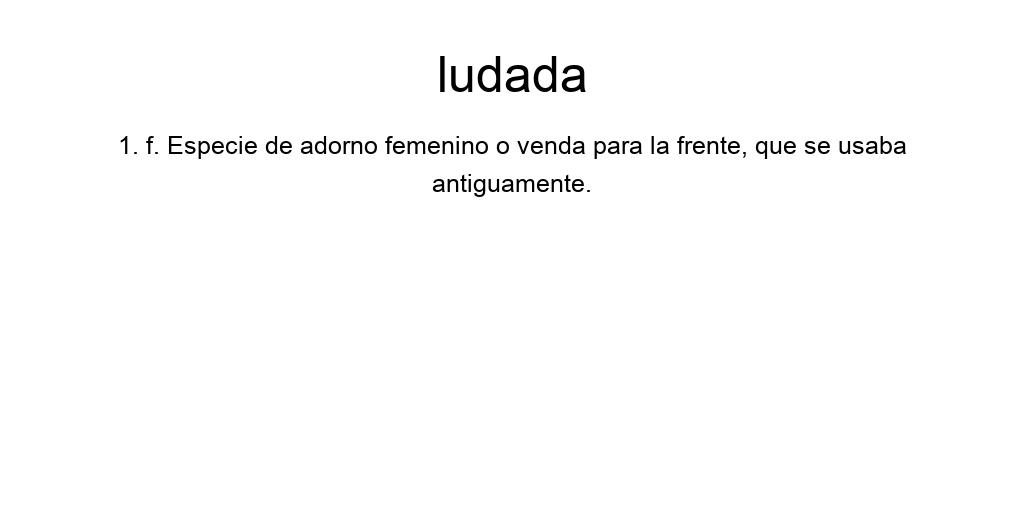 ludada
1. f. Especie de adorno femenino o venda para la frente, que se usaba
antiguamente.